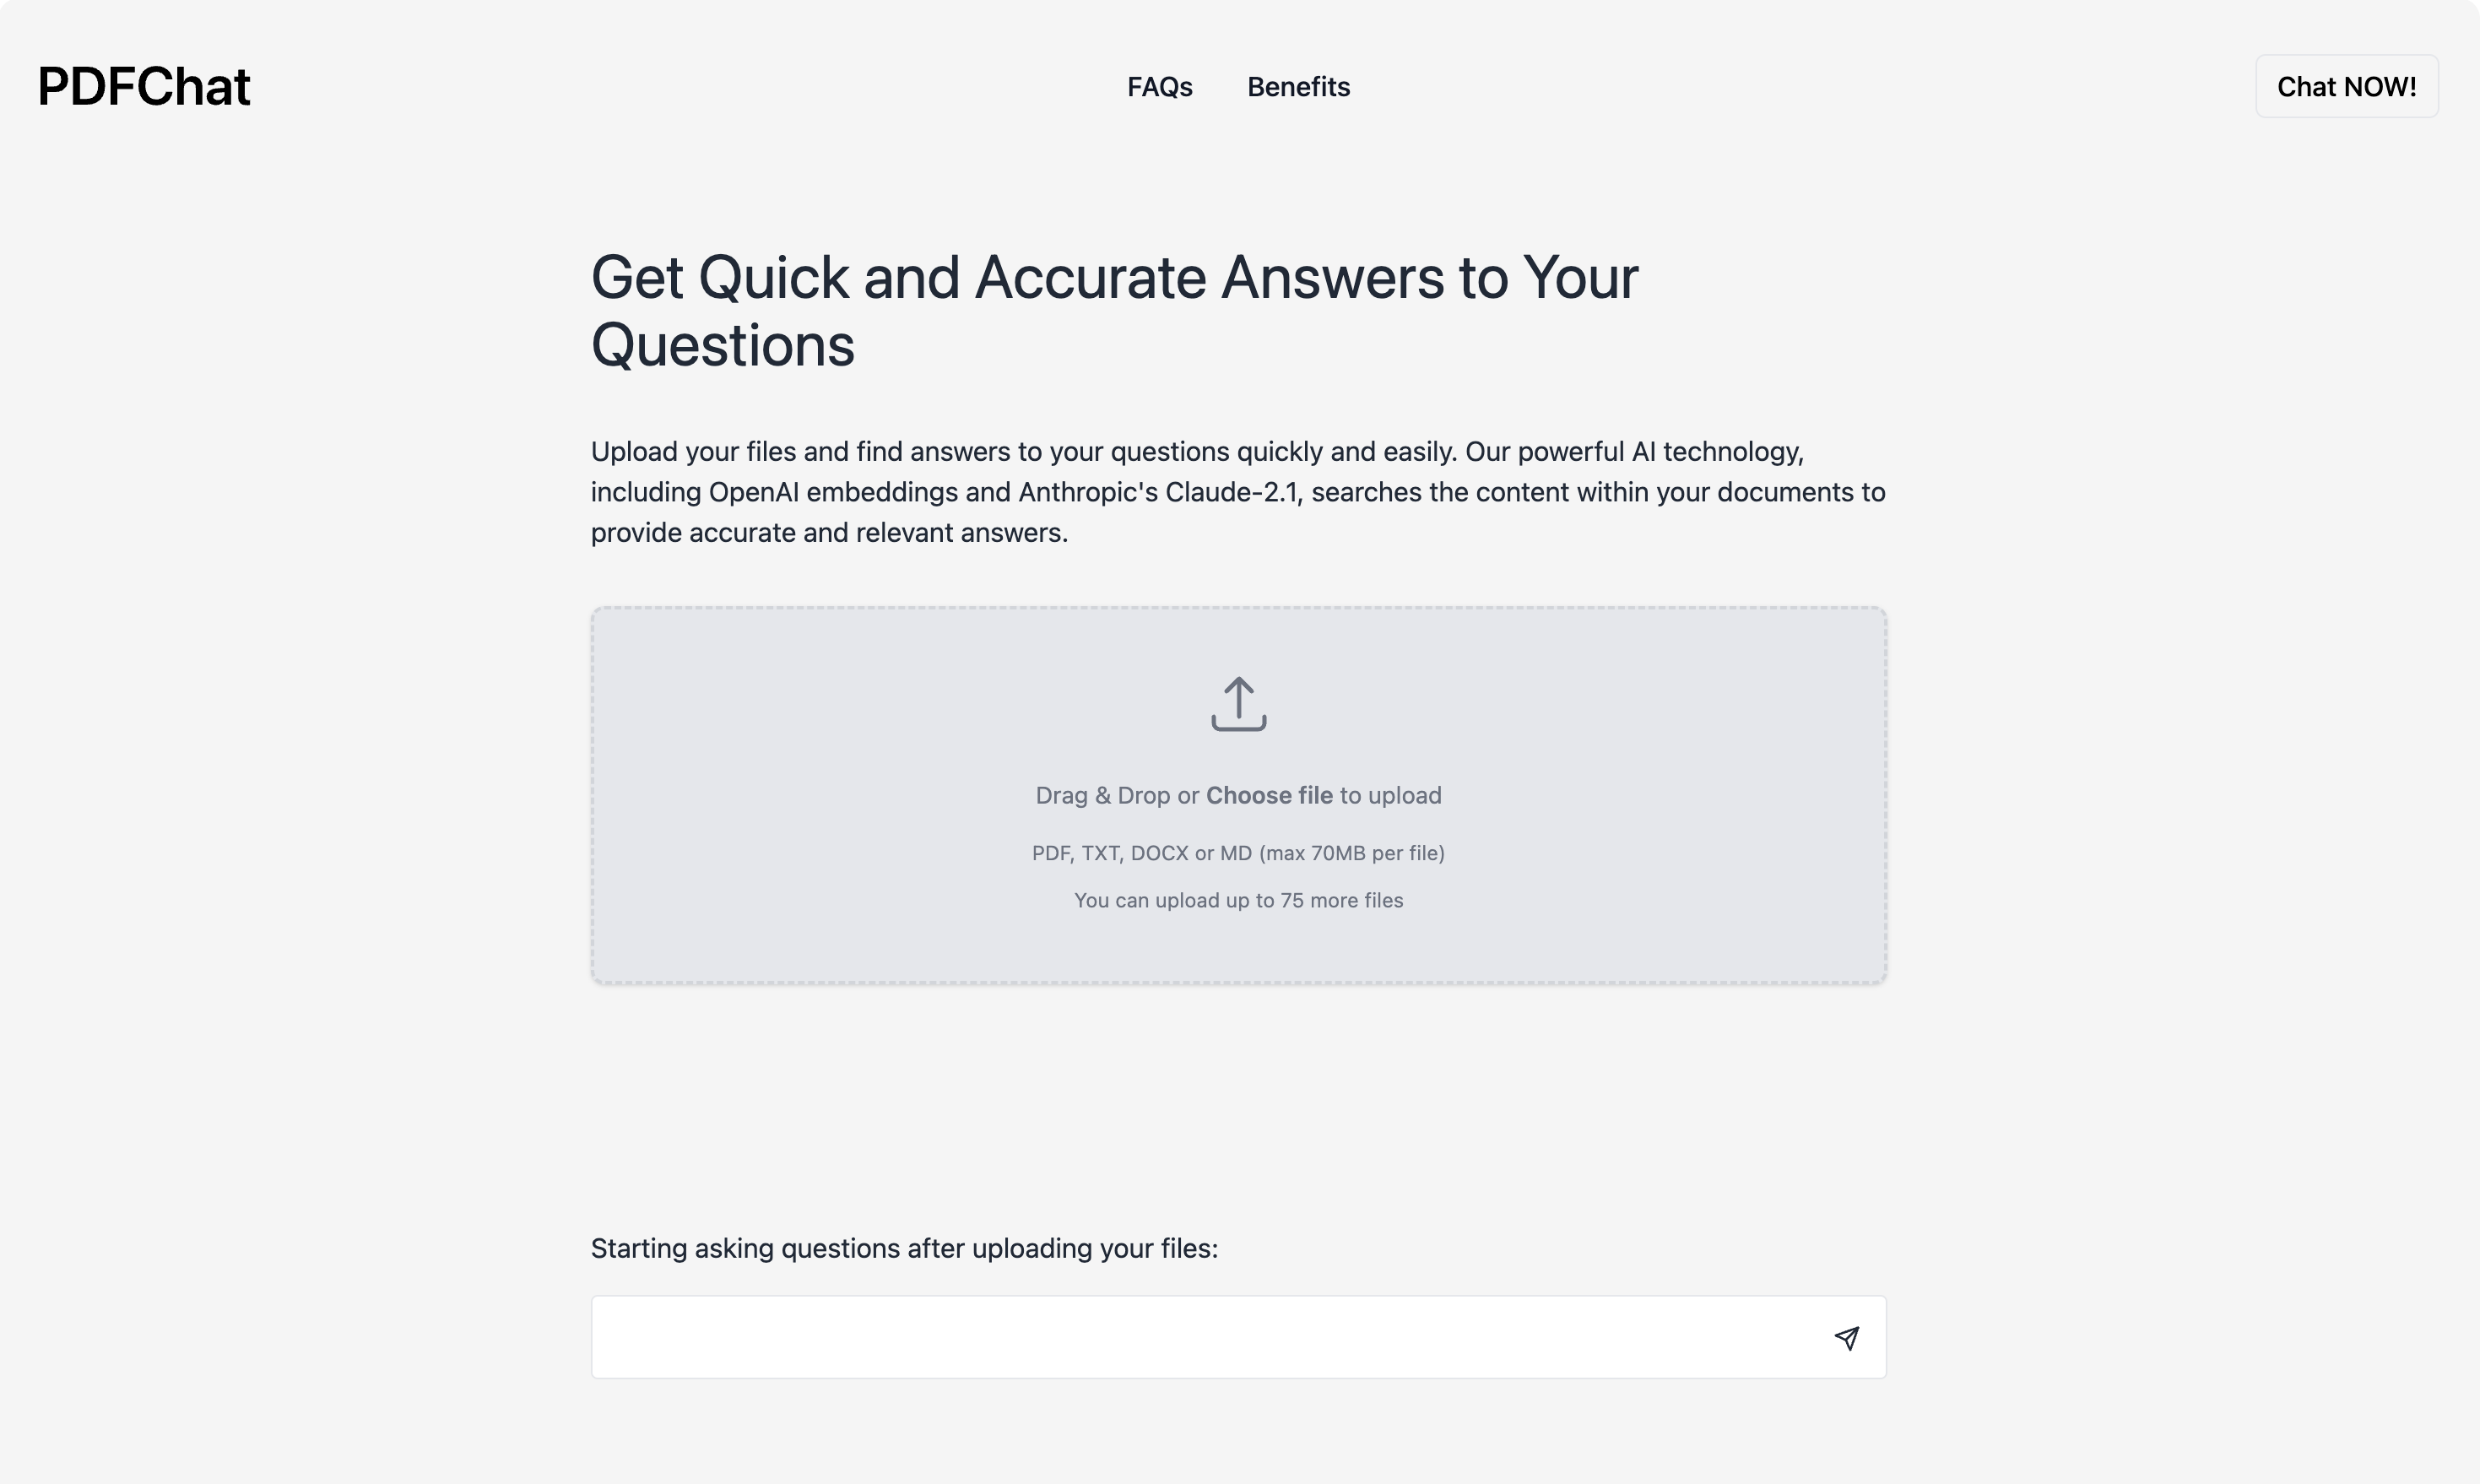 PDFChat
FAQs
Benefits
Chat NOW!
Get Quick and Accurate Answers to Your
Questions
Upload your files and find answers to your questions quickly and easily. Our powerful AI technology,
including OpenAI embeddings and Anthropic's Claude-2.1, searches the content within your documents to
provide accurate and relevant answers.
Drag & Drop or Choose file to upload
PDF, TXT, DOCX or MD (max 70MB per file)
You can upload up to 75 more files
Starting asking questions after uploading your files: